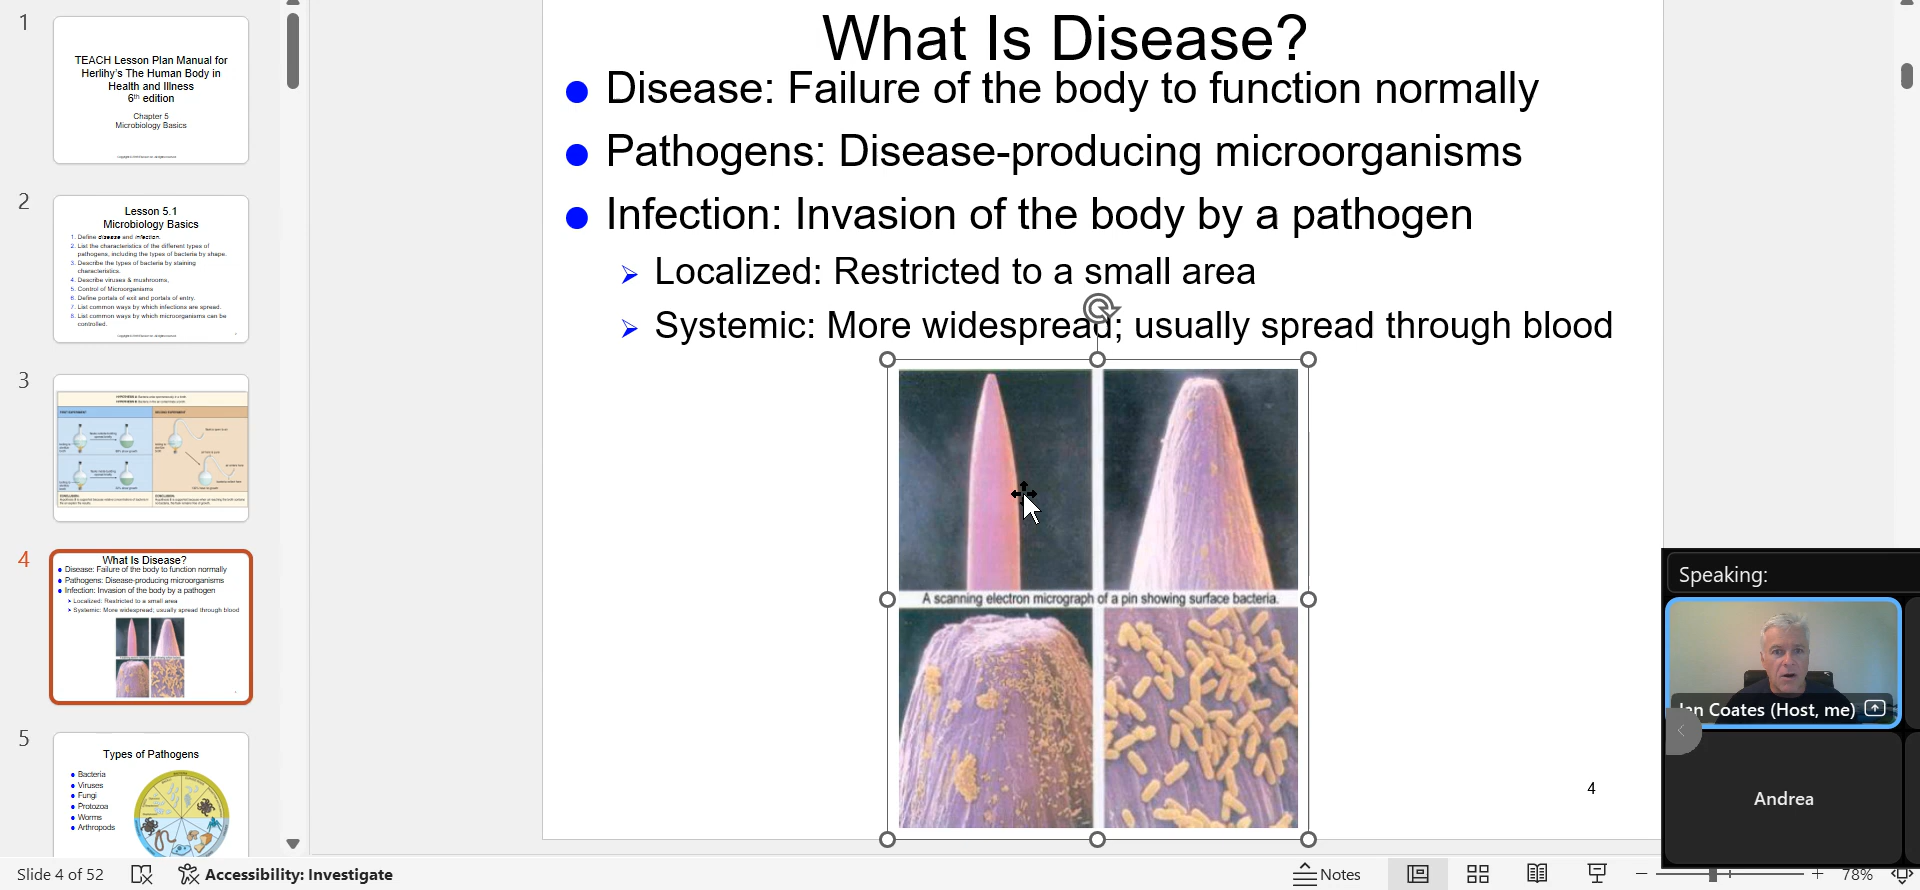 1
TEACH Lesson Plan Manual for
Herlihy's The Human Body in
Health and Illness
6th edition
Chapter 5
Microbiology Basics
2
Lesson 5.1
Microbiology Basics
1. Define disease and infection.
2. List the characteristics of the different types of
pathogens, including the types of bacteria by shape.
3. Describe the types of bacteria by staining
characteristics.
4. Describe viruses & mushrooms.
5. Control of Microorganisms
6. Define portals of exit and portals of entry.
7. List common ways by which infections are spread.
8. List common ways by which microorganisms can be
controlled.
3
4
What Is Disease?
Disease: Failure of the body to function normally
Pathogens: Disease-producing microorganisms
Infection: Invasion of the body by a pathogen
Localized: Restricted to a small area
Systemic: More widespread; usually spread through blood
5
Types of Pathogens
Bacteria
Viruses
Fungi
Protozoa
Worms
Arthropods
What Is Disease?
Disease: Failure of the body to function normally
Pathogens: Disease-producing microorganisms
Infection: Invasion of the body by a pathogen
Localized: Restricted to a small area
Systemic: More widespread; usually spread through blood
A scanning electron micrograph of a pin showing surface bacteria.
4
Speaking:
Ian Coates (Host, me)
Andrea
Slide 4 of 52
Accessibility: Investigate
Notes
78%